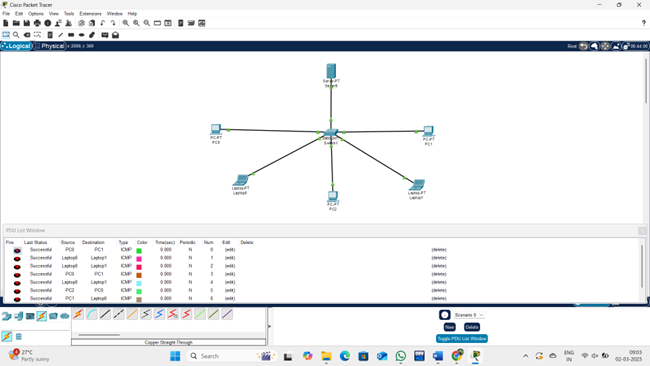 Cisco Packet Tracer
File Edit Options View Tools Extensions Window Help
Logical Physical x: 2999, y: 369 Root 06:44:00
Server-PT
PC-PT
PC0
PC-PT
PC1
Laptop-PT
Laptop0
Laptop-PT
Laptop1
PC-PT
PC2
PDU List Window
Fire Last Status Source Destination Type Color Time(sec) Periodic Num Edit Delete
Successful PC0 PC1 ICMP 0.000 N 0 (edit) (delete)
Successful Laptop0 Laptop1 ICMP 0.000 N 1 (edit) (delete)
Successful Laptop0 Laptop1 ICMP 0.000 N 2 (edit) (delete)
Successful PC0 PC1 ICMP 0.000 N 3 (edit) (delete)
Successful Laptop0 Laptop1 ICMP 0.000 N 4 (edit) (delete)
Successful PC2 PC0 ICMP 0.000 N 5 (edit) (delete)
Successful PC1 Laptop0 ICMP 0.000 N 6 (edit) (delete)
Scenario 0
New Delete
Toggle PDU List Window
Copper Straight-Through
27°C
Partly sunny
Search
ENG
IN
09:03
02-03-2025